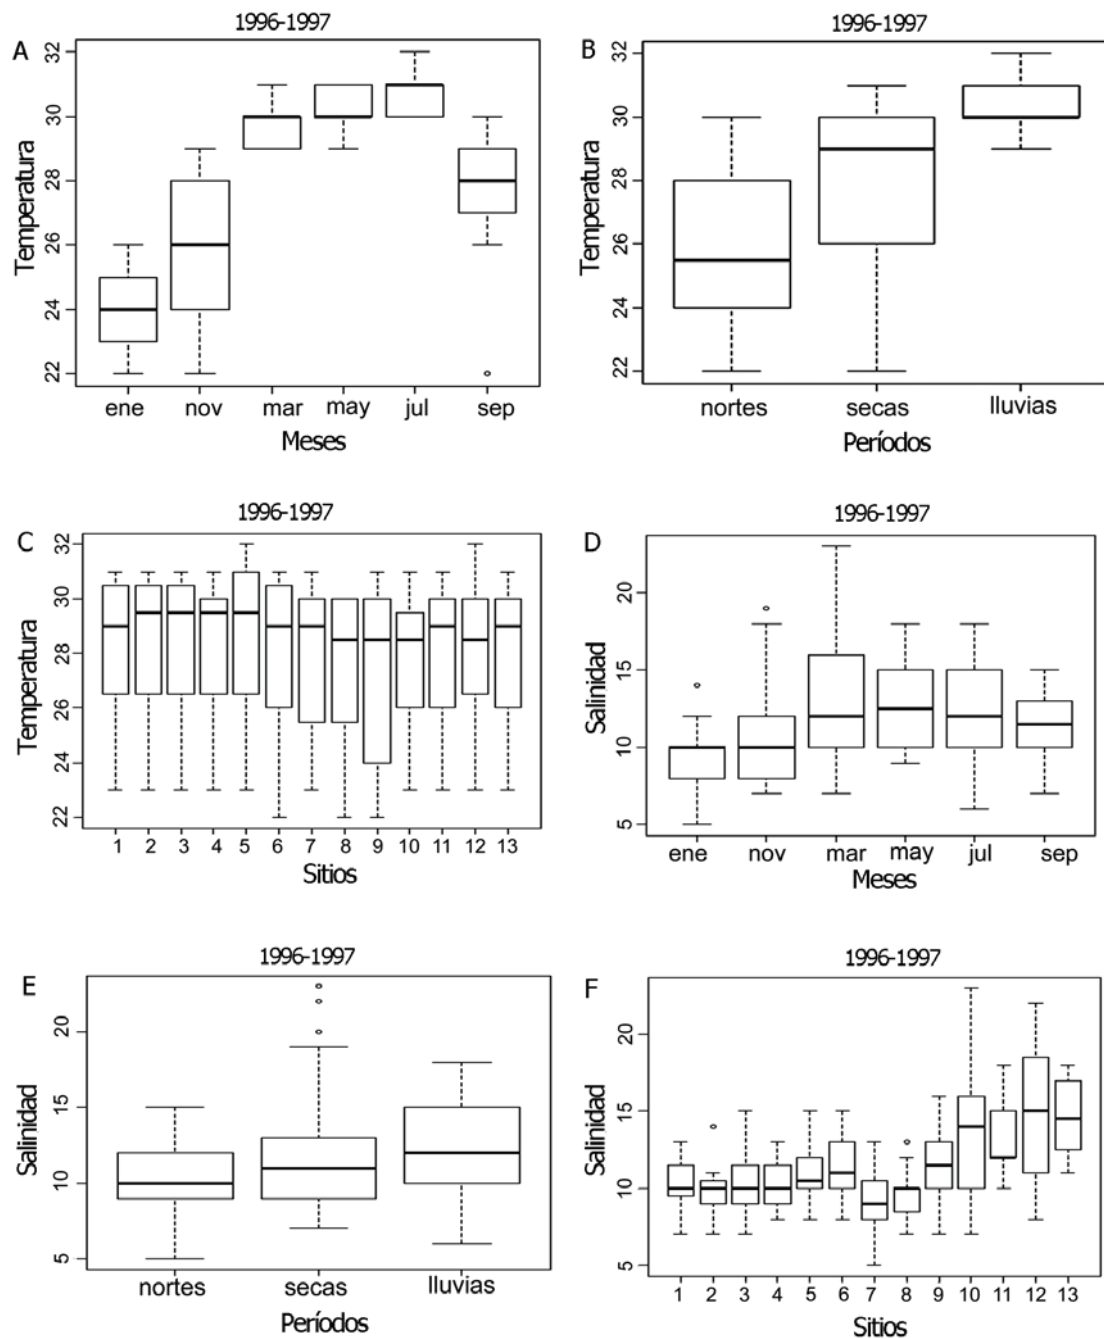 1996-1997
A
Temperatura
32
30
28
26
24
22
ene nov mar may jul sep
Meses
1996-1997
B
Temperatura
32
30
28
26
24
22
nortes secas lluvias
Períodos
1996-1997
C
Temperatura
32
30
28
26
24
22
1 2 3 4 5 6 7 8 9 10 11 12 13
Sitios
1996-1997
D
Salinidad
20
15
10
5
ene nov mar may jul sep
Meses
1996-1997
E
Salinidad
20
15
10
5
nortes secas lluvias
Períodos
1996-1997
F
Salinidad
20
15
10
5
1 2 3 4 5 6 7 8 9 10 11 12 13
Sitios